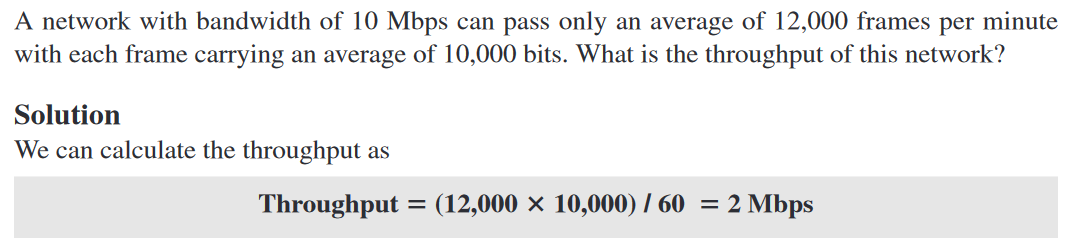 A network with bandwidth of 10 Mbps can pass only an average of 12,000 frames per minute
with each frame carrying an average of 10,000 bits. What is the throughput of this network?
Solution
We can calculate the throughput as
Throughput = (12,000 × 10,000) / 60 = 2 Mbps